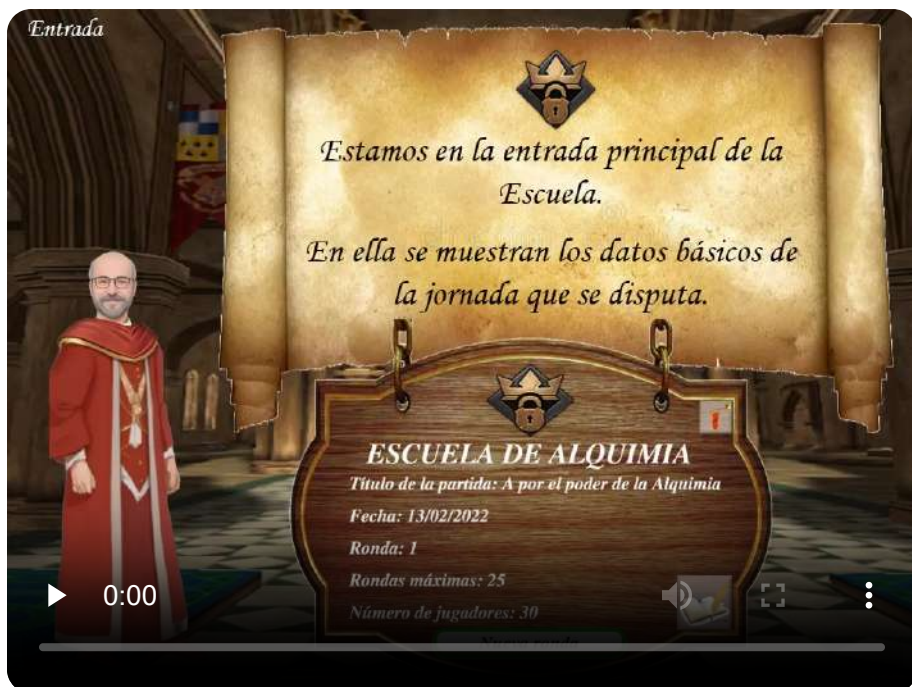 Entrada
Estamos en la entrada principal de la
Escuela.
En ella se muestran los datos básicos de
la jornada que se disputa.
ESCUELA DE ALQUIMIA
Título de la partida: A por el poder de la Alquimia
Fecha: 13/02/2022
Ronda: 1
Rondas máximas: 25
Número de jugadores: 30
Nueva ronda
0:00